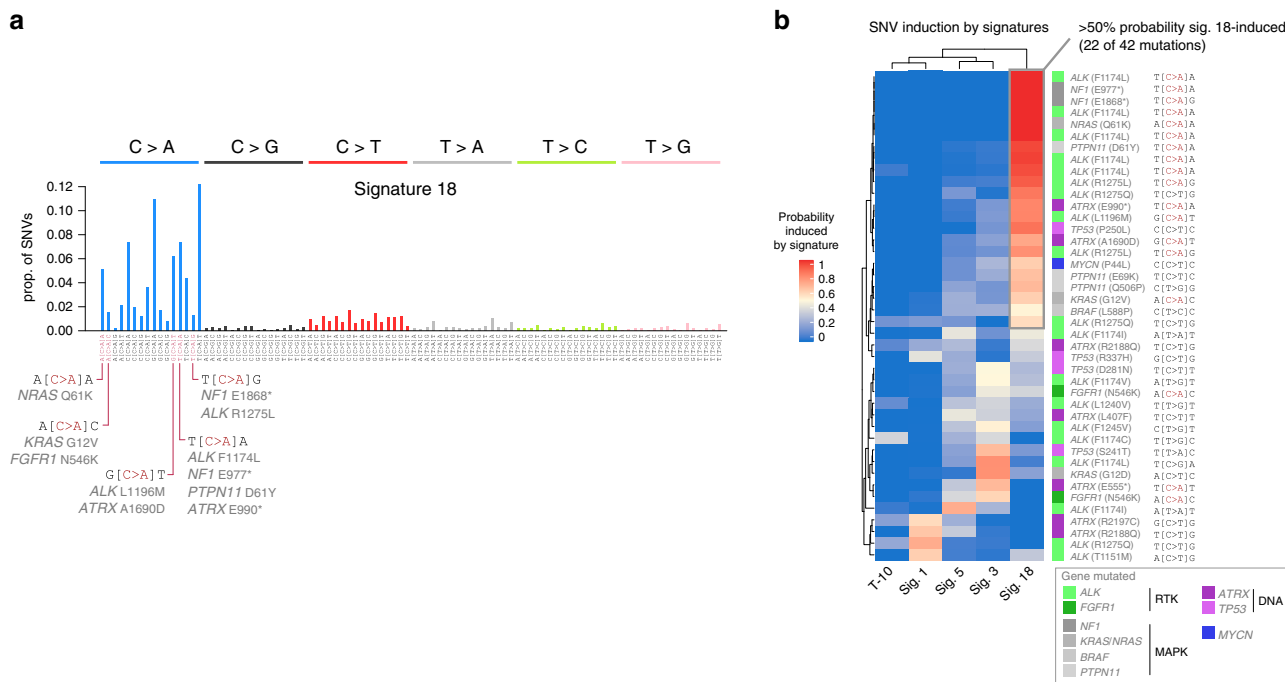 a
C > A
C > G
C > T
T > A
T > C
T > G
Signature 18
prop. of SNVs
0.12
0.10
0.08
0.06
0.04
0.02
0.00
A[C>A]A
NRAS Q61K
A[C>A]C
KRAS G12V
FGFR1 N546K
G[C>A]T
ALK L1196M
ATRX A1690D
T[C>A]G
NF1 E1868*
ALK R1275L
T[C>A]A
ALK F1174L
NF1 E977*
PTPN11 D61Y
ATRX E990*
b
SNV induction by signatures
>50% probability sig. 18-induced
(22 of 42 mutations)
Probability
induced
by signature
1
0.8
0.6
0.4
0.2
0
ALK (F1174L) T[C>A]A
NF1 (E977*) T[C>A]A
NF1 (E1868*) T[C>A]G
ALK (F1174L) T[C>A]A
NRAS (Q61K) A[C>A]A
ALK (F1174L) T[C>A]A
PTPN11 (D61Y) T[C>A]A
ALK (F1174L) T[C>A]A
ALK (F1174L) T[C>A]A
ALK (R1275L) T[C>A]G
ALK (R1275Q) T[C>T]G
ATRX (E990*) T[C>A]A
ALK (L1196M) G[C>A]T
TP53 (P250L) C[C>T]C
ATRX (A1690D) G[C>A]T
ALK (R1275L) T[C>A]G
MYCN (P44L) C[C>T]C
PTPN11 (E69K) T[C>T]C
PTPN11 (Q506P) C[T>G]G
KRAS (G12V) A[C>A]C
BRAF (L588P) C[T>C]T
ALK (R1275Q) T[C>T]G
ALK (F1174I) A[T>A]T
ATRX (R2188Q) T[C>T]G
TP53 (R337H) G[C>T]G
TP53 (D281N) T[C>T]T
ALK (F1174V) A[T>G]T
FGFR1 (N546K) A[C>A]C
ALK (L1240V) T[T>G]T
ATRX (L407F) T[C>T]T
ALK (F1245V) C[T>G]T
ALK (F1174C) T[T>G]C
TP53 (S241T) T[T>A]C
ALK (F1174L) T[C>G]A
KRAS (G12D) A[C>T]C
ATRX (E555*) T[C>A]T
FGFR1 (N546K) A[C>A]C
ALK (F1174I) A[T>A]T
ATRX (R2197C) G[C>T]G
ATRX (R2188Q) T[C>T]G
ALK (R1275Q) T[C>T]G
ALK (T1151M) A[C>T]G
T-10
Sig. 1
Sig. 5
Sig. 3
Sig. 18
Gene mutated
ALK
FGFR1
RTK
NF1
KRAS/NRAS
BRAF
PTPN11
MAPK
ATRX
TP53
DNA
MYCN